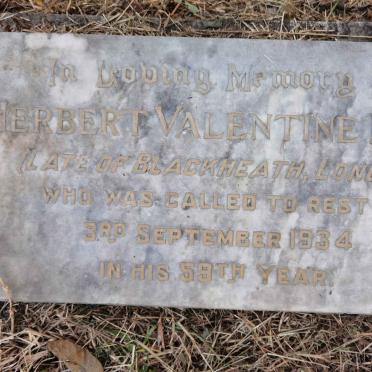 In Loving Memory
HERBERT VALENTINE
(LATE OF BLACKHEATH, LON
WHO WAS CALLED TO REST
3RD SEPTEMBER 1934
IN HIS 59TH YEAR